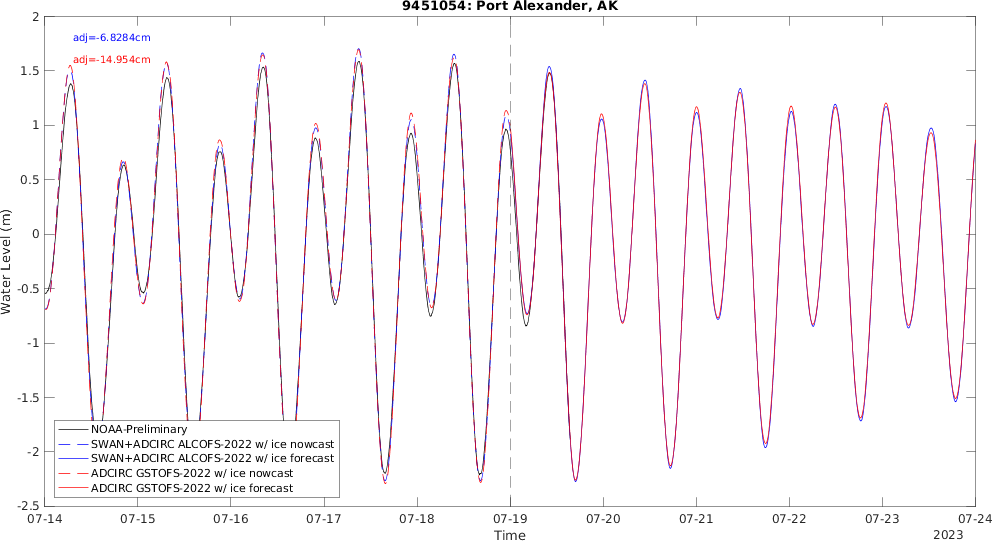 9451054: Port Alexander, AK
adj=-6.8284cm
adj=-14.954cm
Water Level (m)
2
1.5
1
0.5
0
-0.5
-1
-1.5
-2
-2.5
NOAA-Preliminary
SWAN+ADCIRC ALCOFS-2022 w/ ice nowcast
SWAN+ADCIRC ALCOFS-2022 w/ ice forecast
ADCIRC GSTOFS-2022 w/ ice nowcast
ADCIRC GSTOFS-2022 w/ ice forecast
07-14 07-15 07-16 07-17 07-18 07-19 07-20 07-21 07-22 07-23 07-24
Time
2023